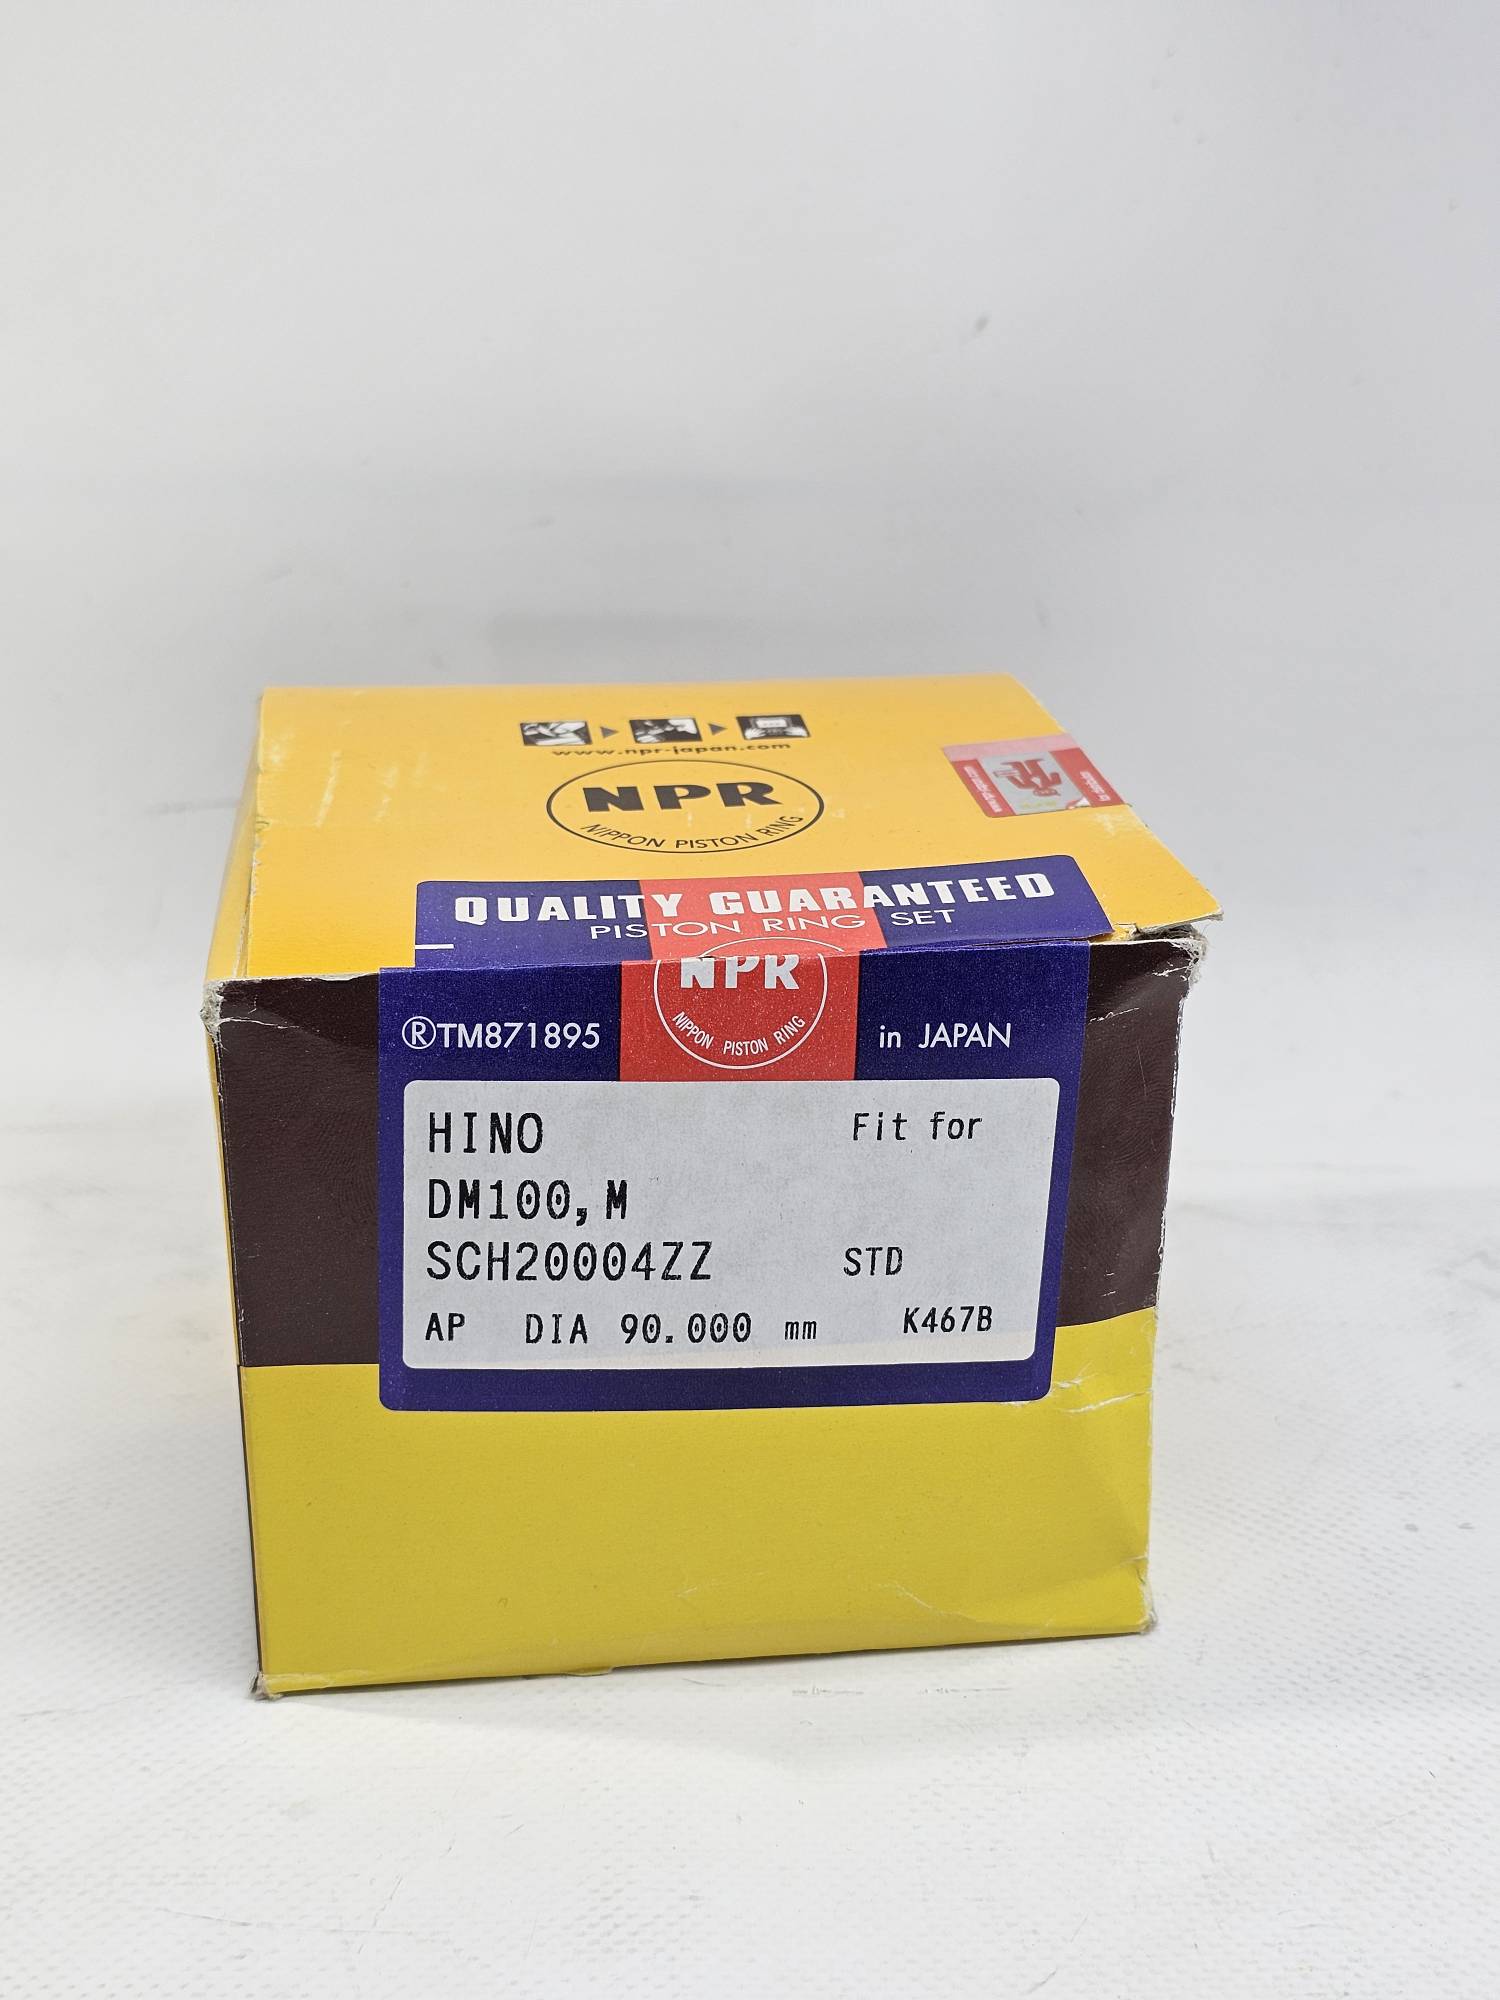 www.npr-japan.com
NPR
NIPPON PISTON RING
QUALITY GUARANTEED
PISTON RING SET
NPR
NIPPON PISTON RING
®TM871895
in JAPAN
HINO Fit for
DM100,M
SCH20004ZZ STD
AP DIA 90.000 mm K467B